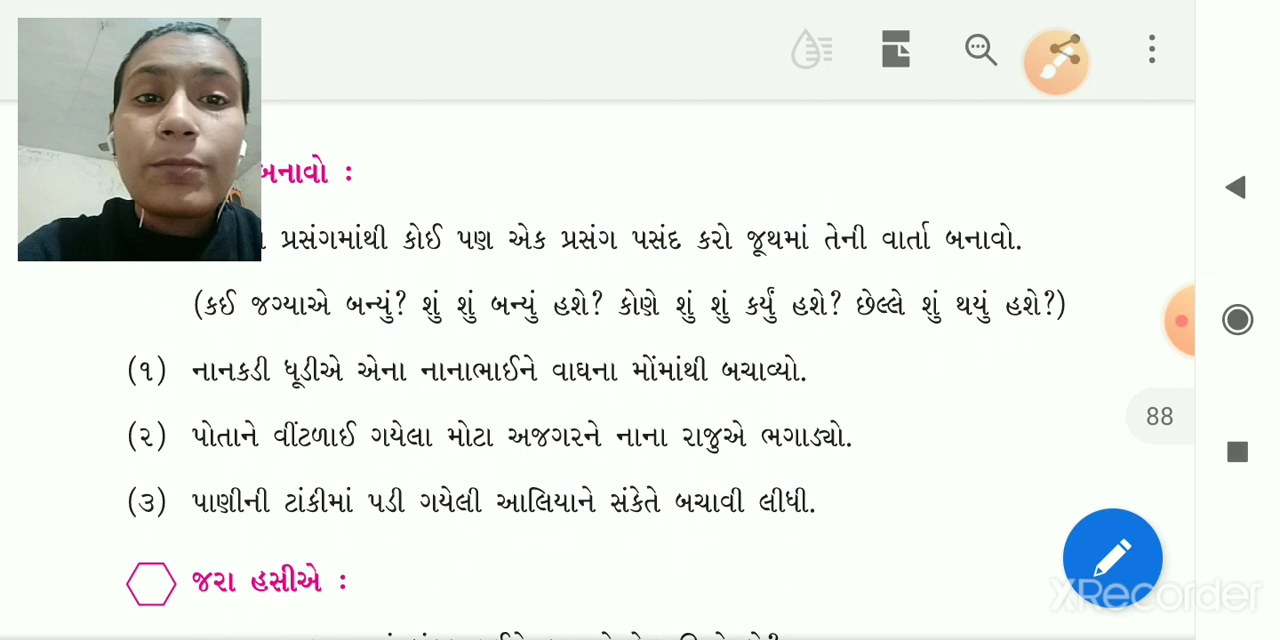 બનાવો :
પ્રસંગમાંથી કોઈ પણ એક પ્રસંગ પસંદ કરો જૂથમાં તેની વાર્તા બનાવો.
(કઈ જગ્યાએ બન્યું? શું શું બન્યું હશે? કોણે શું શું કર્યું હશે? છેલ્લે શું થયું હશે?)
(૧) નાનકડી ધૂડીએ એના નાનાભાઈને વાઘના મોંમાંથી બચાવ્યો.
(૨) પોતાને વીંટળાઈ ગયેલા મોટા અજગરને નાના રાજુએ ભગાડ્યો.
88
(૩) પાણીની ટાંકીમાં પડી ગયેલી આલિયાને સંકેતે બચાવી લીધી.
જરા હસીએ :
XRecorder